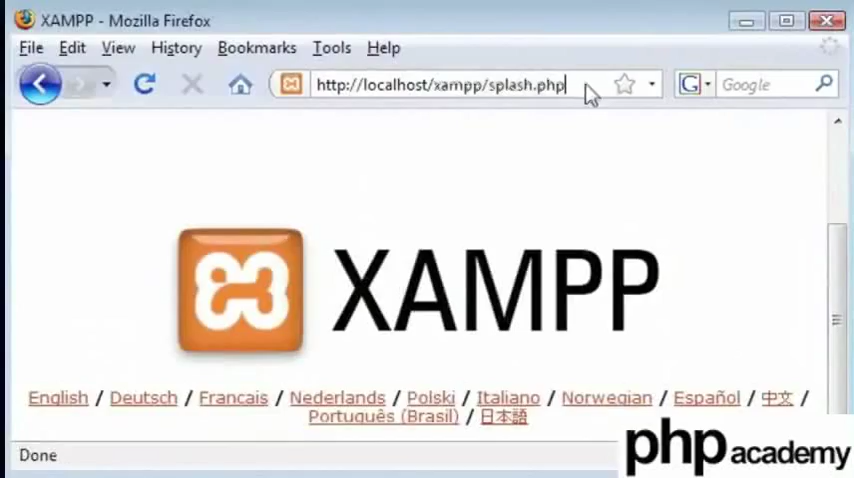 XAMPP - Mozilla Firefox
File Edit View History Bookmarks Tools Help
http://localhost/xampp/splash.php G Google
XAMPP
English / Deutsch / Francais / Nederlands / Polski / Italiano / Norwegian / Español / 中文 /
Português (Brasil) / 日本語
Done
php academy